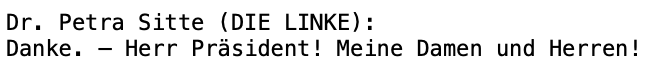 Dr. Petra Sitte (DIE LINKE):
Danke. – Herr Präsident! Meine Damen und Herren!